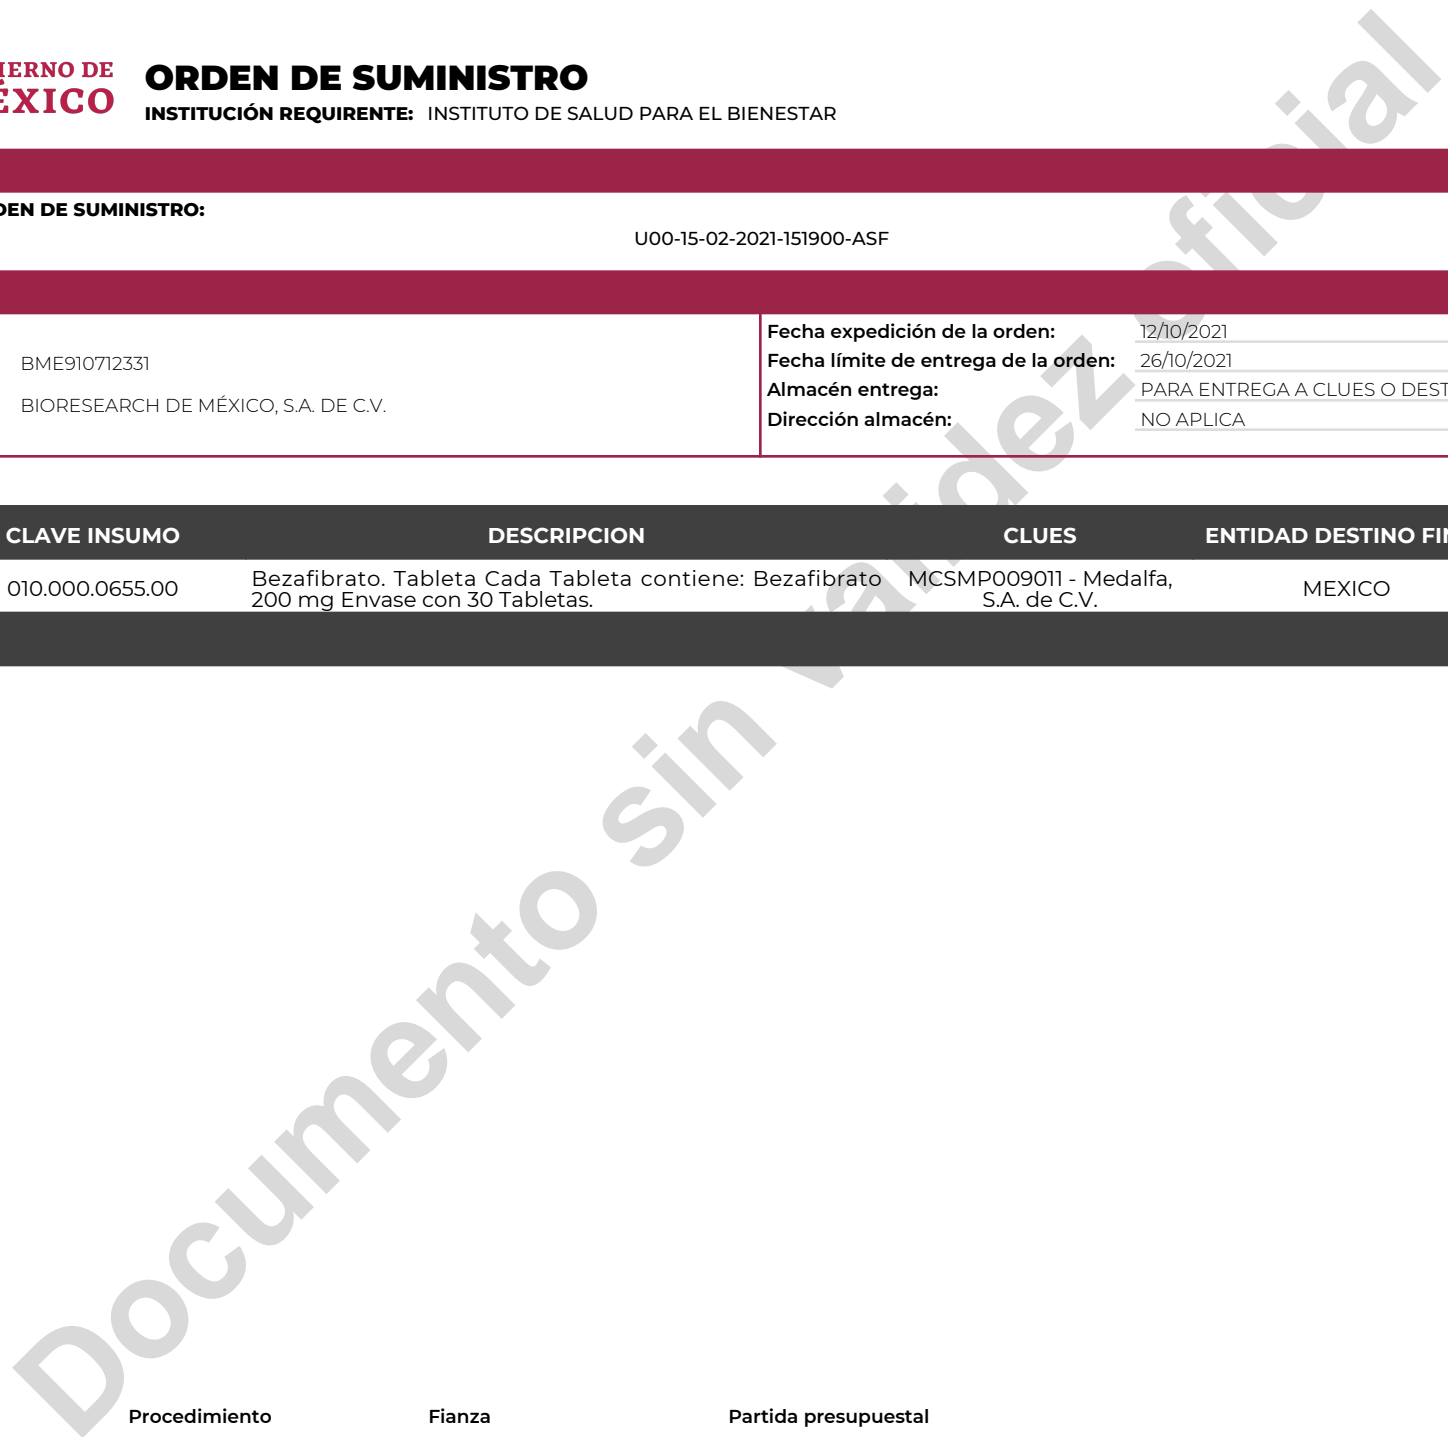 IERNO DE
ÉXICO
ORDEN DE SUMINISTRO
INSTITUCIÓN REQUIRENTE: INSTITUTO DE SALUD PARA EL BIENESTAR
DEN DE SUMINISTRO:
U00-15-02-2021-151900-ASF
BME910712331
BIORESEARCH DE MÉXICO, S.A. DE C.V.
Fecha expedición de la orden: 12/10/2021
Fecha límite de entrega de la orden: 26/10/2021
Almacén entrega: PARA ENTREGA A CLUES O DEST
Dirección almacén: NO APLICA
CLAVE INSUMO DESCRIPCION CLUES ENTIDAD DESTINO FIN
010.000.0655.00 Bezafibrato. Tableta Cada Tableta contiene: Bezafibrato 200 mg Envase con 30 Tabletas. MCSMP009011 - Medalfa, S.A. de C.V. MEXICO
Documento sin validez oficial
Procedimiento Fianza Partida presupuestal